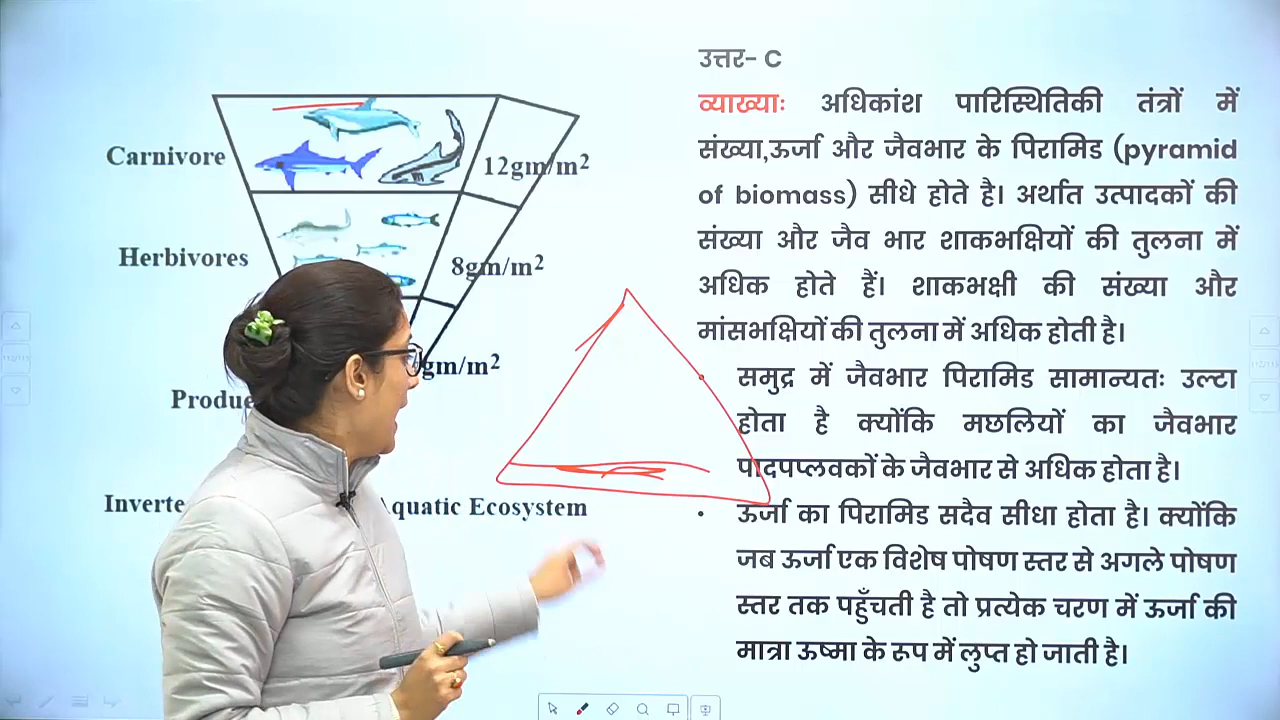 Carnivore
12gm/m2
Herbivores
8gm/m2
gm/m2
Aquatic Ecosystem
उत्तर- C
व्याख्याः अधिकांश पारिस्थितिकी तंत्रों में
संख्या,ऊर्जा और जैवभार के पिरामिड (pyramid
of biomass) सीधे होते है। अर्थात उत्पादकों की
संख्या और जैव भार शाकभक्षियों की तुलना में
अधिक होते हैं। शाकभक्षी की संख्या और
मांसभक्षियों की तुलना में अधिक होती है।
समुद्र में जैवभार पिरामिड सामान्यतः उल्टा
होता है क्योंकि मछलियों का जैवभार
पादपप्लवकों के जैवभार से अधिक होता है।
• ऊर्जा का पिरामिड सदैव सीधा होता है। क्योंकि
जब ऊर्जा एक विशेष पोषण स्तर से अगले पोषण
स्तर तक पहुँचती है तो प्रत्येक चरण में ऊर्जा की
मात्रा ऊष्मा के रूप में लुप्त हो जाती है।